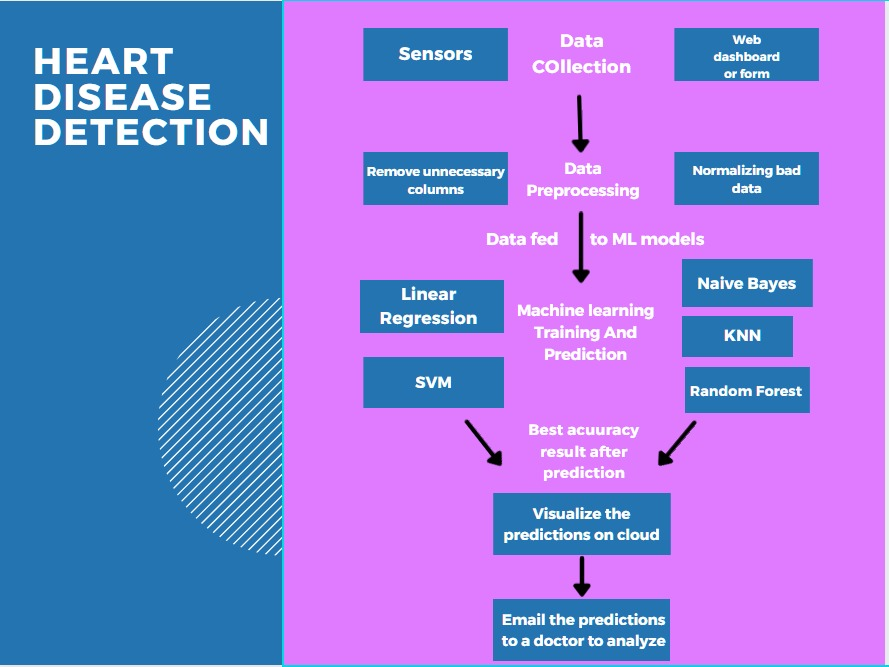 HEART
DISEASE
DETECTION
Sensors
Data
COllection
Web
dashboard
or form
Remove unnecessary
columns
Data
Preprocessing
Normalizing bad
data
Data fed
to ML models
Linear
Regression
SVM
Machine learning
Training And
Prediction
Naive Bayes
KNN
Random Forest
Best acuuracy
result after
prediction
Visualize the
predictions on cloud
Email the predictions
to a doctor to analyze